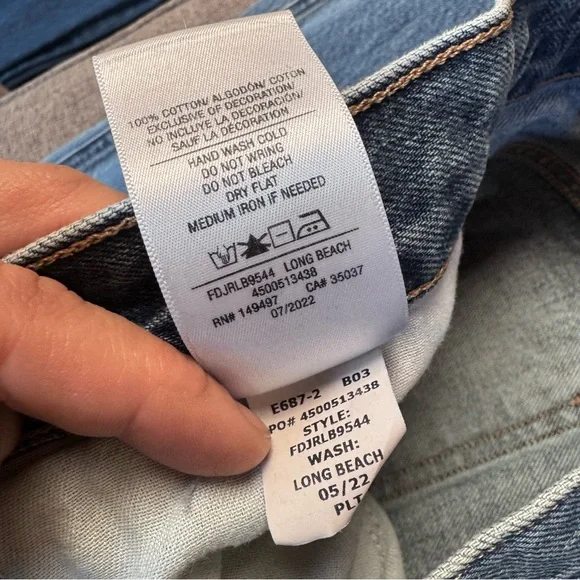 100% COTTON/ ALGODÓN/ COTON
EXCLUSIVE OF DECORATION/
NO INCLUYE LA DECORACIÓN/
SAUF LA DÉCORATION
HAND WASH COLD
DO NOT WRING
DO NOT BLEACH
DRY FLAT
MEDIUM IRON IF NEEDED
FDJRLB9544 LONG BEACH
4500513438
RN# 149497 CA# 35037
07/2022
E687-2 B03
PO# 4500513438
STYLE:
FDJRLB9544
WASH:
LONG BEACH
05/22
PLT